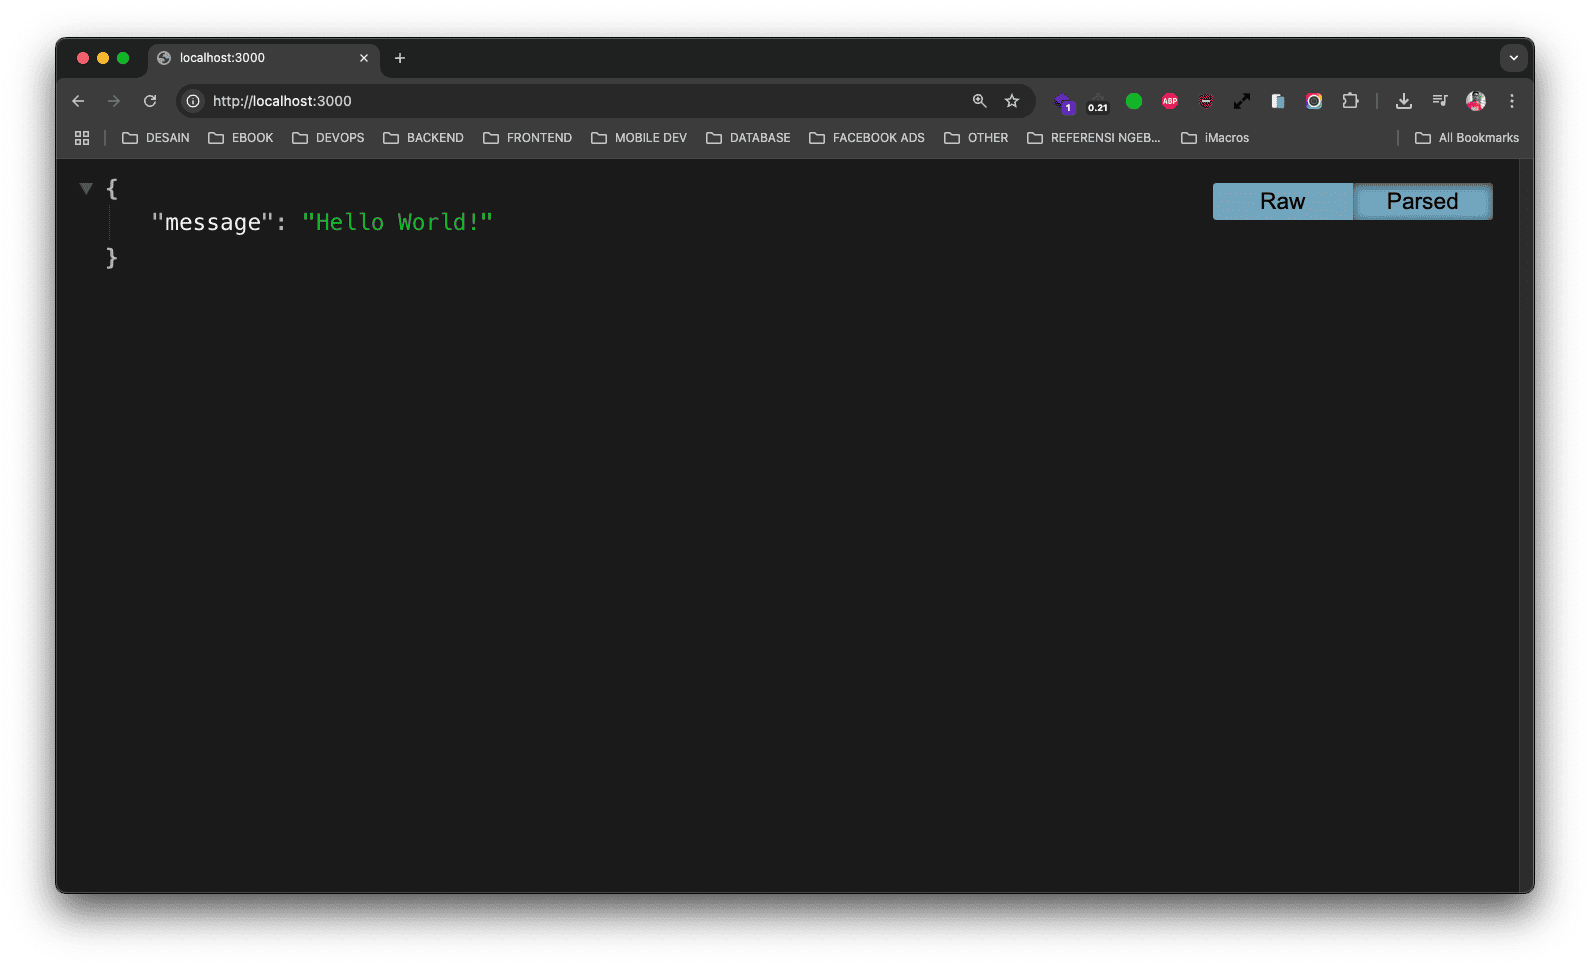 localhost:3000
http://localhost:3000
1
0.21
ABP
DESAIN EBOOK DEVOPS BACKEND FRONTEND MOBILE DEV DATABASE FACEBOOK ADS OTHER REFERENSI NGEB... iMacros All Bookmarks
{
"message": "Hello World!"
}
Raw Parsed